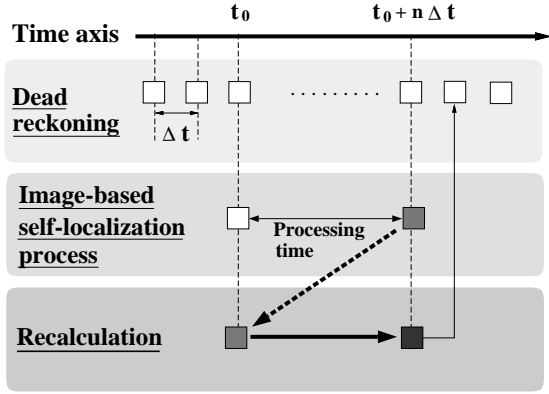 t₀
t₀ + n Δ t
Time axis
Dead
reckoning
. . . . . . . . .
Δ t
Image-based
self-localization
process
Processing
time
Recalculation